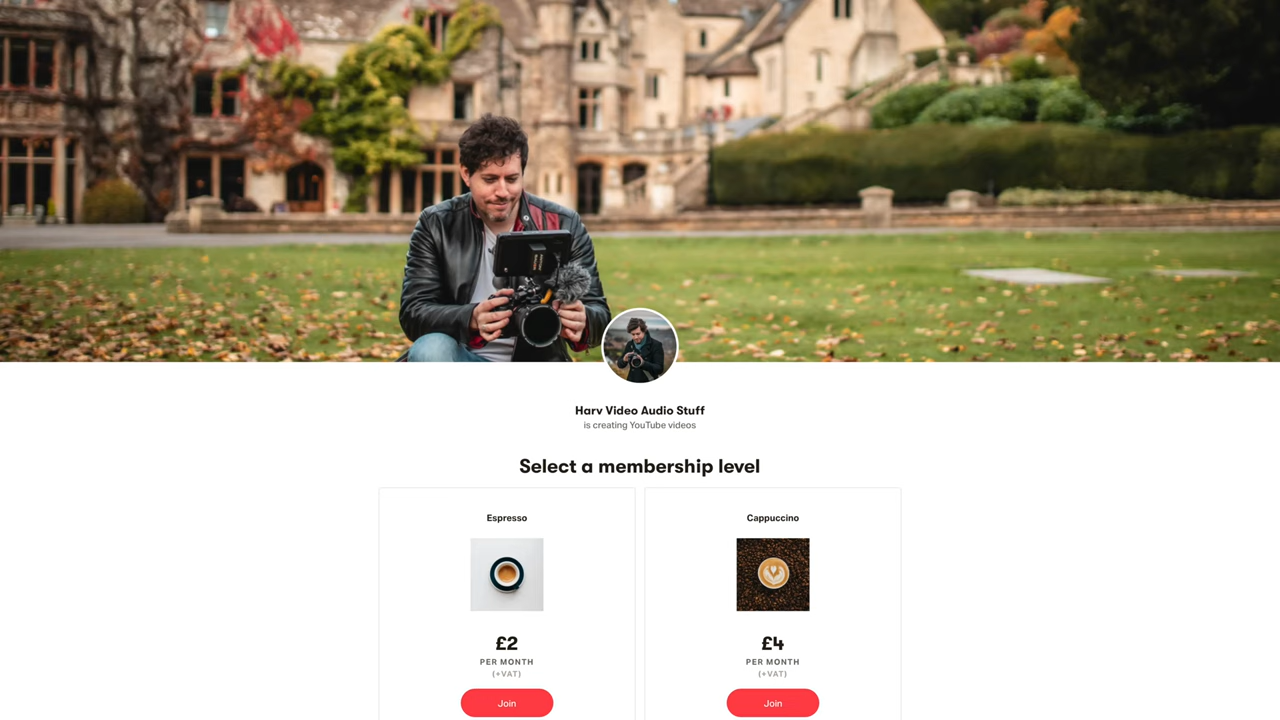 Harv Video Audio Stuff
is creating YouTube videos
Select a membership level
Espresso
Cappuccino
£2
PER MONTH
(+VAT)
Join
£4
PER MONTH
(+VAT)
Join